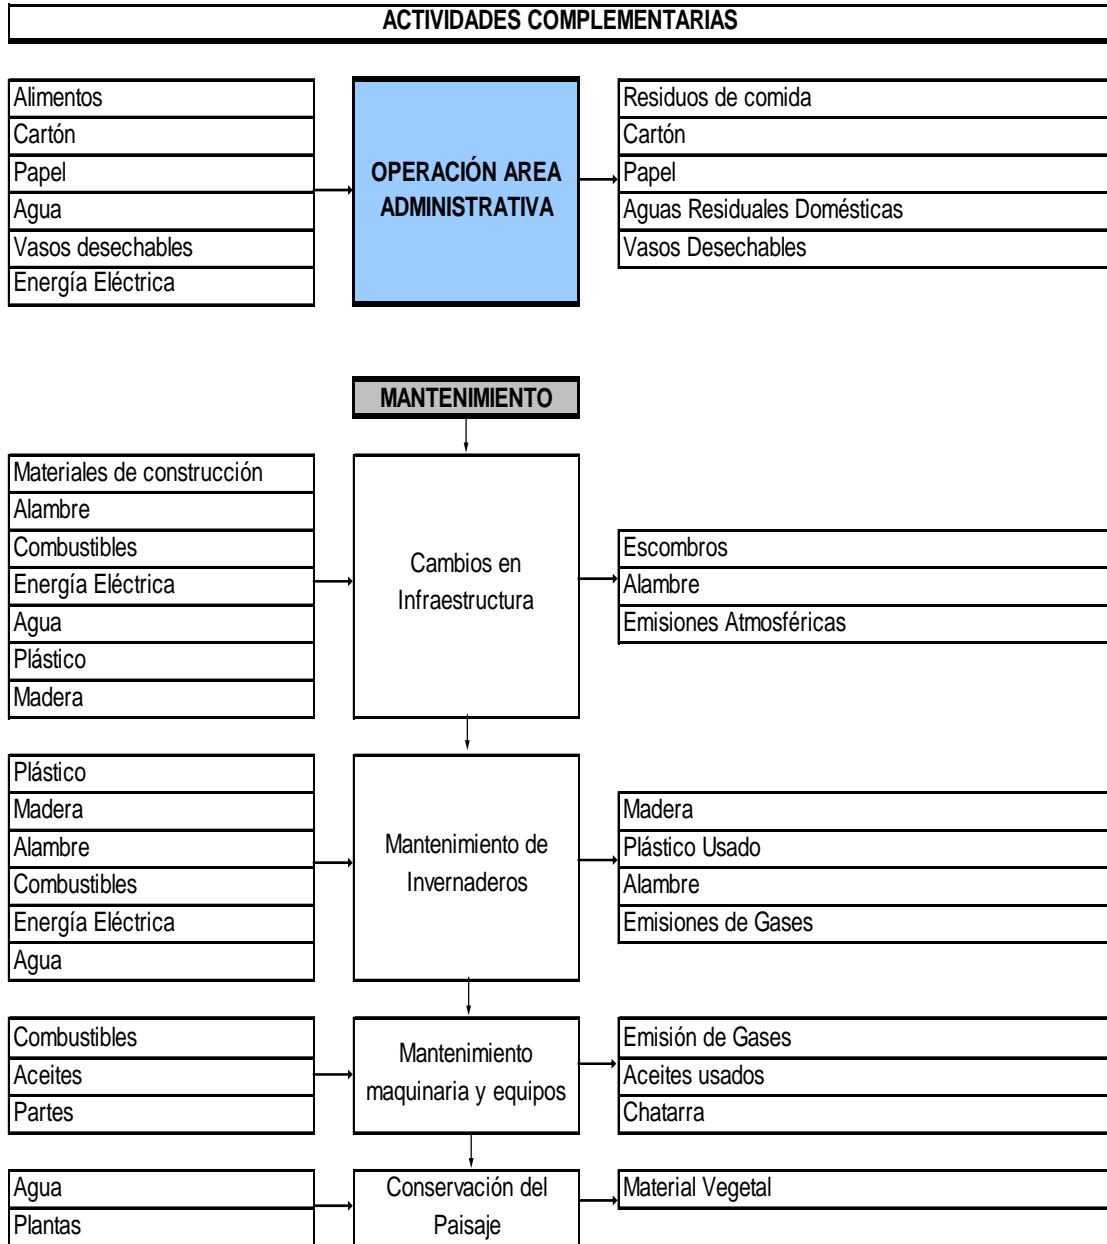 ACTIVIDADES COMPLEMENTARIAS
Alimentos
Cartón
Papel
Agua
Vasos desechables
Energía Eléctrica
OPERACIÓN AREA
ADMINISTRATIVA
Residuos de comida
Cartón
Papel
Aguas Residuales Domésticas
Vasos Desechables
MANTENIMIENTO
Materiales de construcción
Alambre
Combustibles
Energía Eléctrica
Agua
Plástico
Madera
Cambios en
Infraestructura
Escombros
Alambre
Emisiones Atmosféricas
Plástico
Madera
Alambre
Combustibles
Energía Eléctrica
Agua
Mantenimiento de
Invernaderos
Madera
Plástico Usado
Alambre
Emisiones de Gases
Combustibles
Aceites
Partes
Mantenimiento
maquinaria y equipos
Emisión de Gases
Aceites usados
Chatarra
Agua
Plantas
Conservación del
Paisaje
Material Vegetal